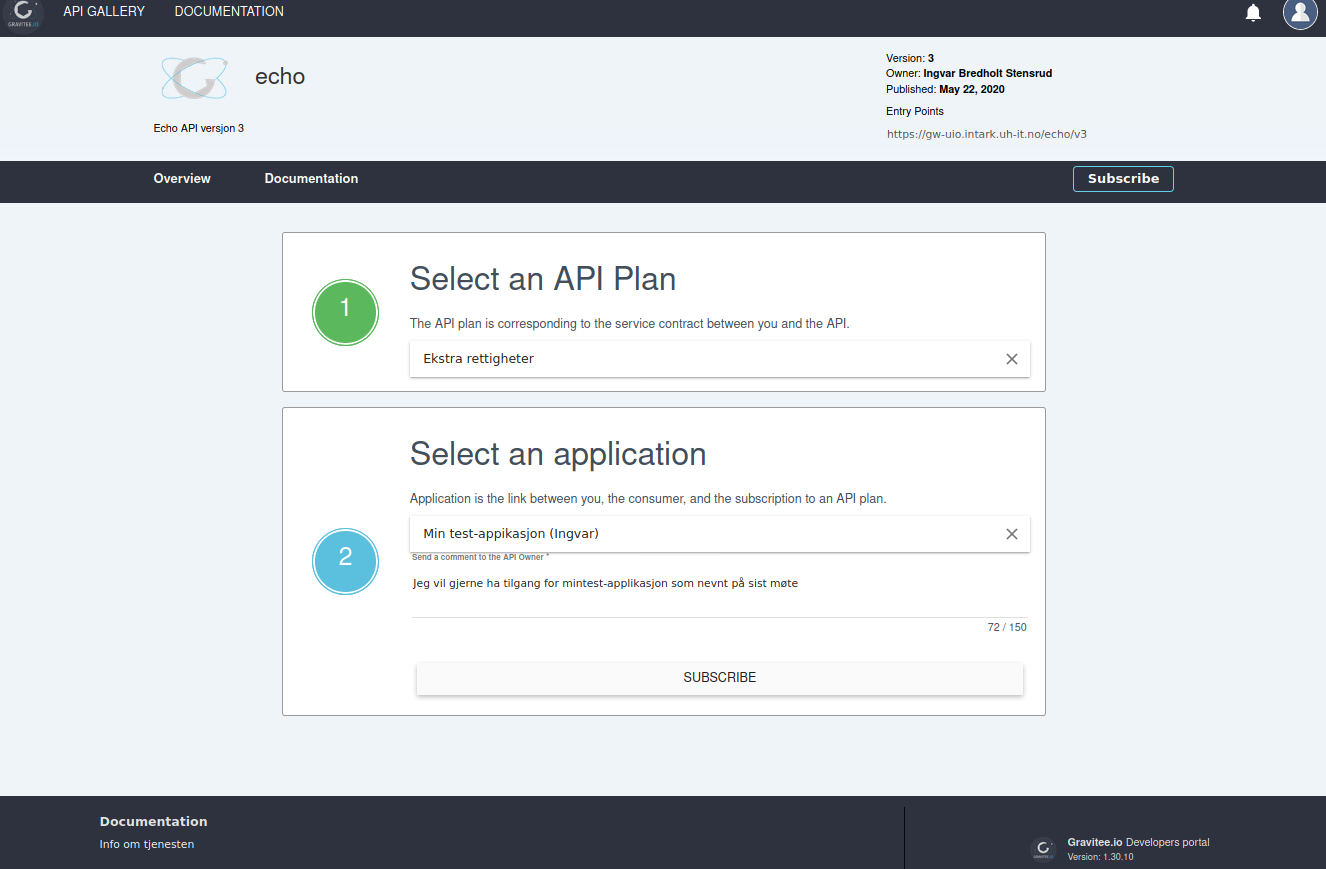 GRAVITEE.IO
API GALLERY
DOCUMENTATION
echo
Echo API versjon 3
Version: 3
Owner: Ingvar Bredholt Stensrud
Published: May 22, 2020
Entry Points
https://gw-uio.intark.uh-it.no/echo/v3
Overview
Documentation
Subscribe
1
Select an API Plan
The API plan is corresponding to the service contract between you and the API.
Ekstra rettigheter
2
Select an application
Application is the link between you, the consumer, and the subscription to an API plan.
Min test-appikasjon (Ingvar)
Send a comment to the API Owner *
Jeg vil gjerne ha tilgang for mintest-applikasjon som nevnt på sist møte
72 / 150
SUBSCRIBE
Documentation
Info om tjenesten
GRAVITEE.IO
Gravitee.io Developers portal
Version: 1.30.10